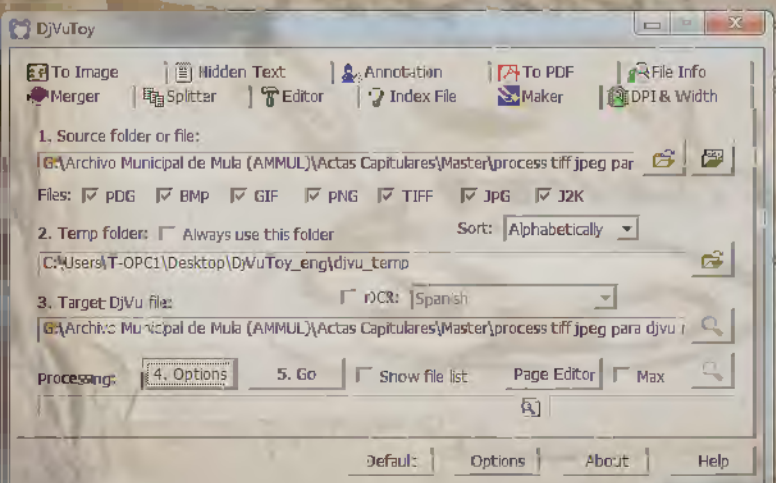 DjVuToy
To Image Hidden Text Annotation To PDF File Info
Merger Splitter Editor Index File Maker DPI & Width
1. Source folder or file:
G:\Archivo Municipal de Mula (AMMUL)\Actas Capitulares\Master\process tiff jpeg par
Files: PDG BMP GIF PNG TIFF JPG J2K
2. Temp folder: Always use this folder Sort: Alphabetically
C:\Users\T-OPC1\Desktop\DjVuToy_eng\djvu_temp
3. Target DjVu file: OCR: Spanish
G:\Archivo Municipal de Mula (AMMUL)\Actas Capitulares\Master\process tiff jpeg para djvu
Processing: 4. Options 5. Go Show file list Page Editor Max
Default Options About Help